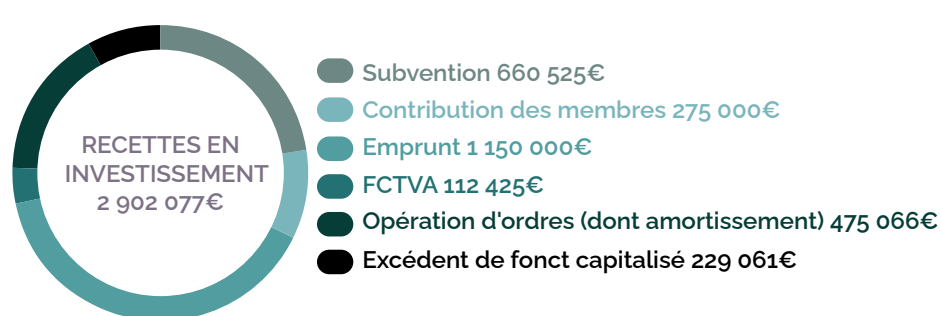 RECETTES EN
INVESTISSEMENT
2 902 077€
Subvention 660 525€
Contribution des membres 275 000€
Emprunt 1 150 000€
FCTVA 112 425€
Opération d'ordres (dont amortissement) 475 066€
Excédent de fonct capitalisé 229 061€